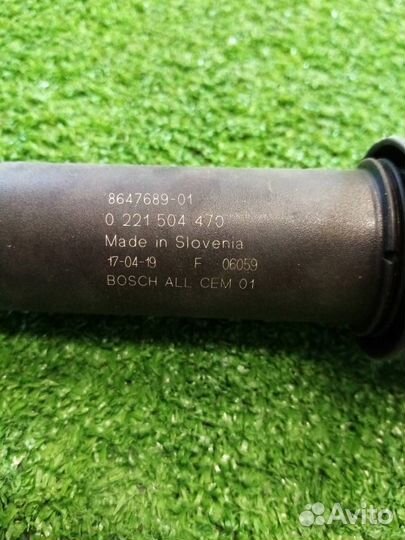 8647689-01
0 221 504 470
Made in Slovenia
17-04-19 F 06059
BOSCH ALL CEM 01
Avito